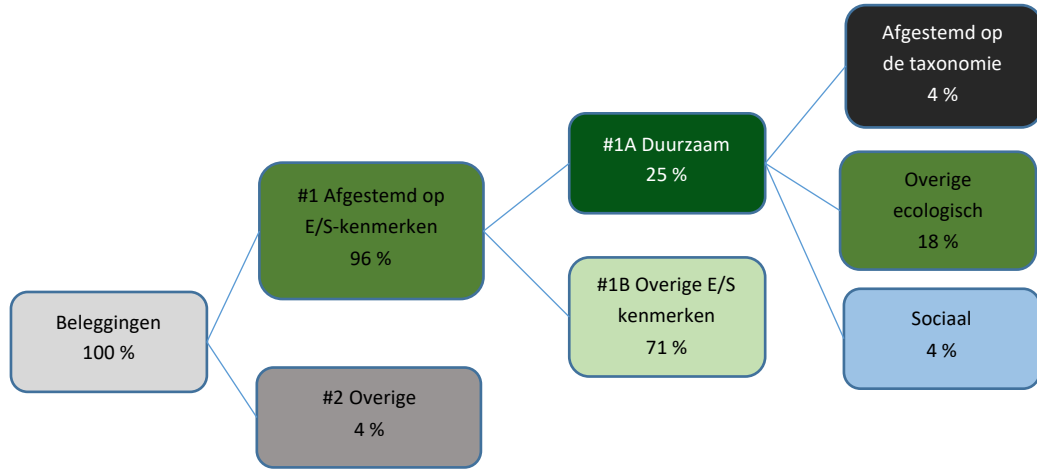 Beleggingen
100 %
#1 Afgestemd op
E/S-kenmerken
96 %
#2 Overige
4 %
#1A Duurzaam
25 %
#1B Overige E/S
kenmerken
71 %
Afgestemd op
de taxonomie
4 %
Overige
ecologisch
18 %
Sociaal
4 %